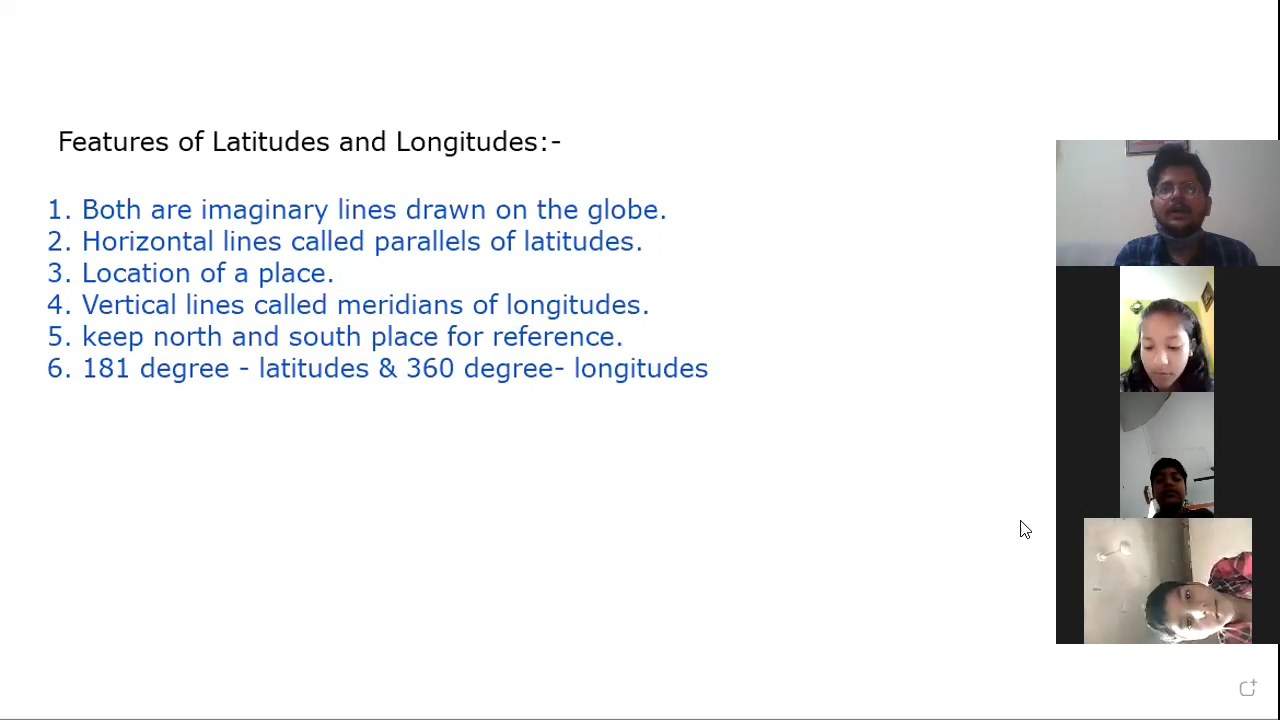 Features of Latitudes and Longitudes:-
1. Both are imaginary lines drawn on the globe.
2. Horizontal lines called parallels of latitudes.
3. Location of a place.
4. Vertical lines called meridians of longitudes.
5. keep north and south place for reference.
6. 181 degree - latitudes & 360 degree- longitudes